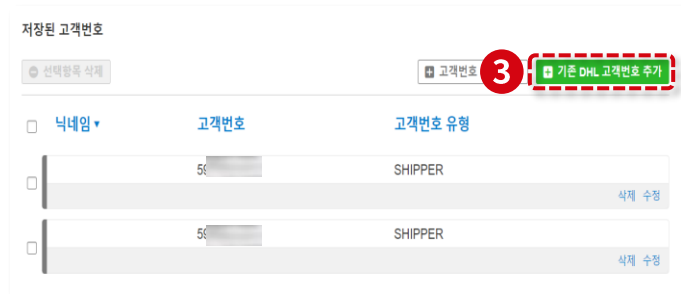 저장된 고객번호
선택항목 삭제
고객번호
3
기존 DHL 고객번호 추가
닉네임 고객번호 고객번호 유형
59 SHIPPER
삭제 수정
59 SHIPPER
삭제 수정